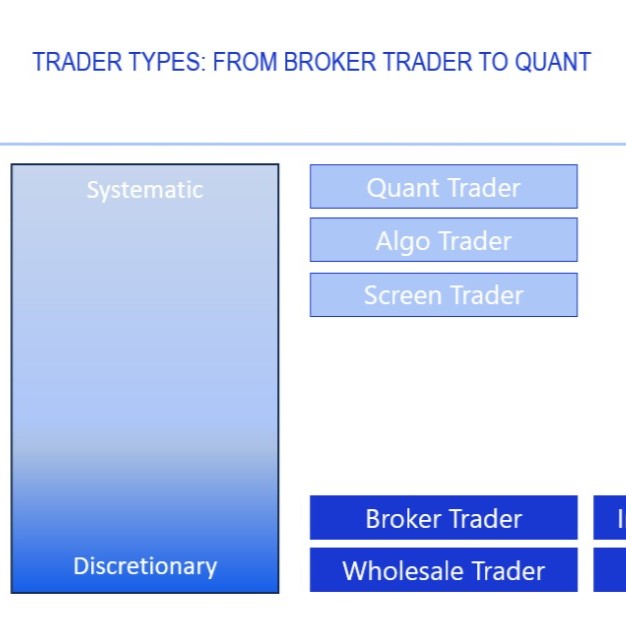 TRADER TYPES: FROM BROKER TRADER TO QUANT
Systematic
Quant Trader
Algo Trader
Screen Trader
Broker Trader
Discretionary
Wholesale Trader